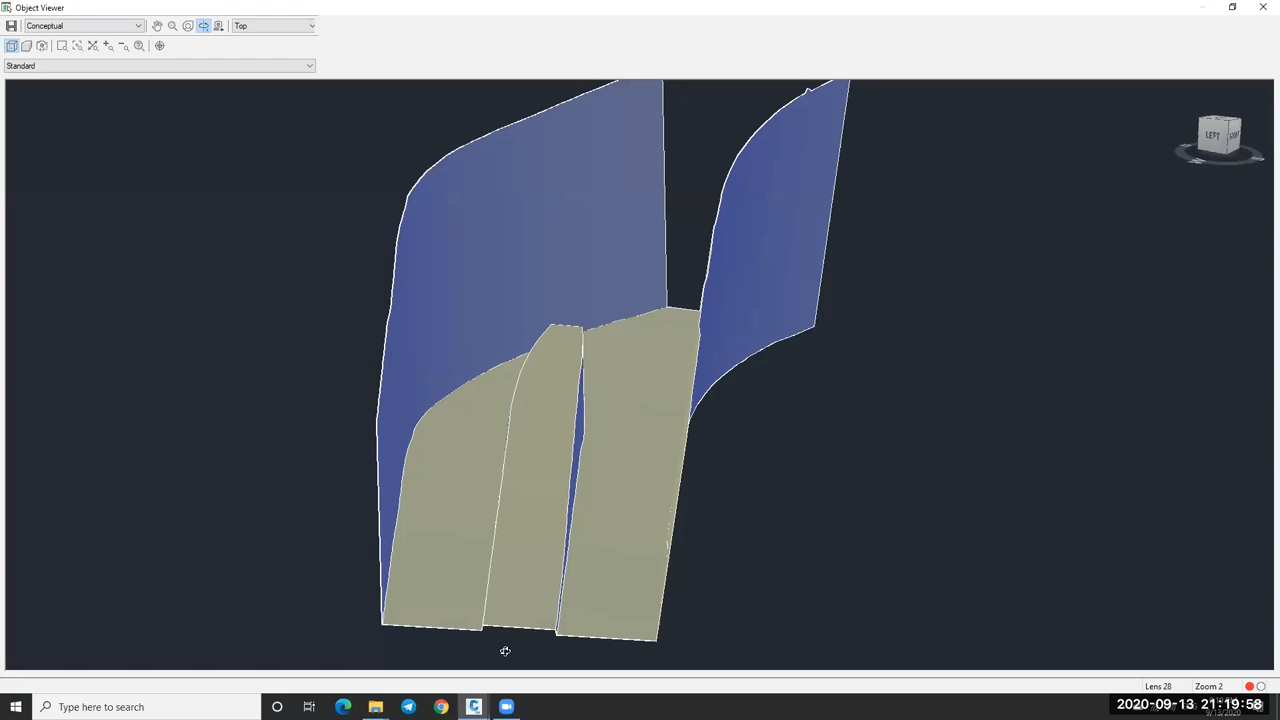 Object Viewer
Conceptual
Top
Standard
LEFT
Lens 28
Zoom 2
Type here to search
2020-09-13 21:19:58